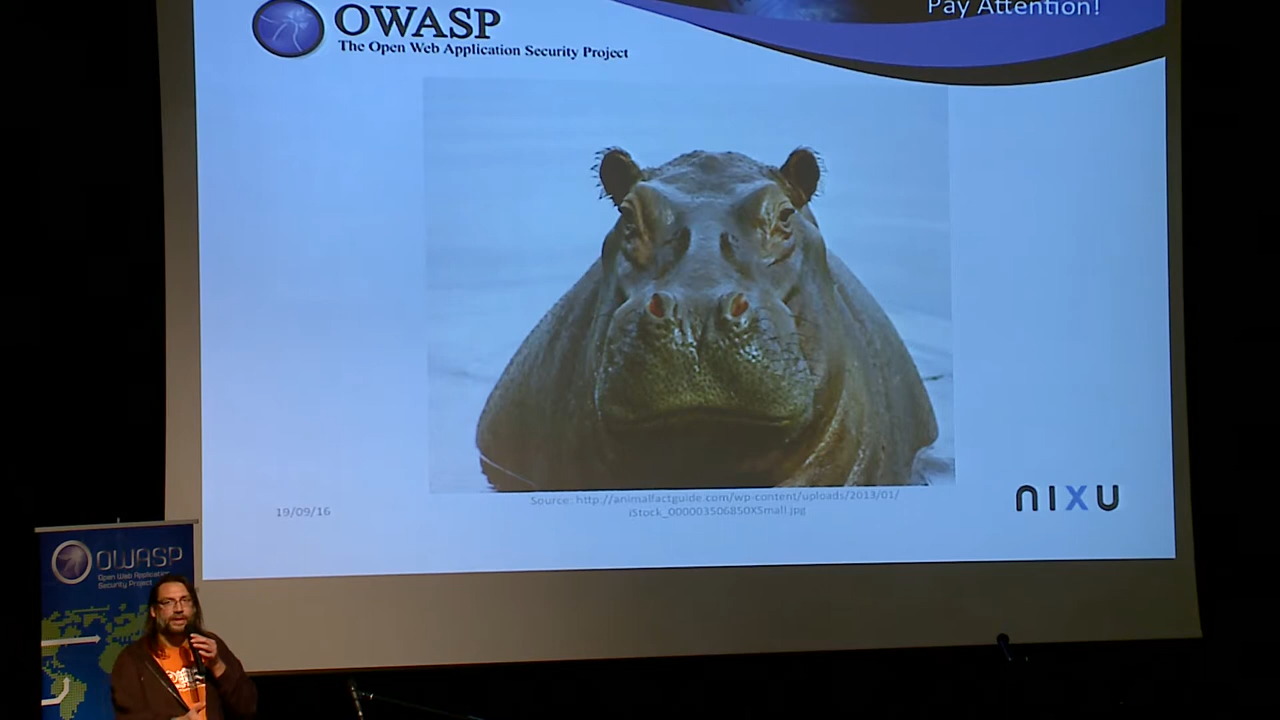 Pay Attention!
OWASP
The Open Web Application Security Project
Source: http://animalfactguide.com/wp-content/uploads/2013/01/
iStock_000003506850XSmall.jpg
19/09/16
NIXU
OWASP
Open Web Application
Security Project